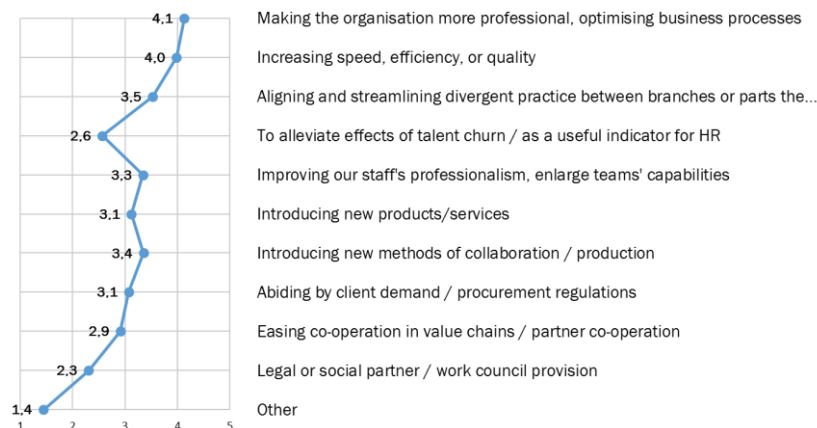 4,1 Making the organisation more professional, optimising business processes
4,0 Increasing speed, efficiency, or quality
3,5 Aligning and streamlining divergent practice between branches or parts the...
2,6 To alleviate effects of talent churn / as a useful indicator for HR
3,3 Improving our staff's professionalism, enlarge teams' capabilities
3,1 Introducing new products/services
3,4 Introducing new methods of collaboration / production
3,1 Abiding by client demand / procurement regulations
2,9 Easing co-operation in value chains / partner co-operation
2,3 Legal or social partner / work council provision
1,4 Other
1 2 3 4 5